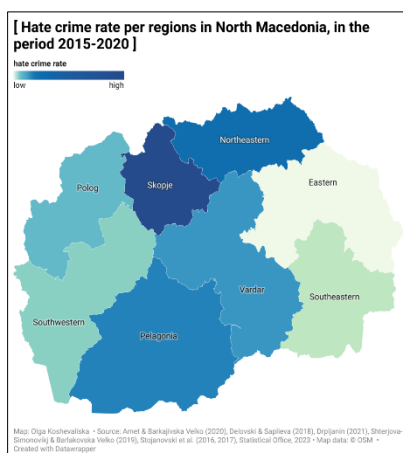 [ Hate crime rate per regions in North Macedonia, in the
period 2015-2020 ]
hate crime rate
low high
Northeastern
Polog
Skopje
Eastern
Vardar
Southeastern
Southwestern
Pelagonia
Map: Olga Koshevaliska • Source: Amet & Barkajivska Velko (2020), Delovski & Saplieva (2018), Drpljanin (2021), Shterjova-
Simonovikj & Barlakovska Velko (2019), Stojanovski et al. (2016, 2017), Statistical Office, 2023 • Map data: © OSM •
Created with Datawrapper